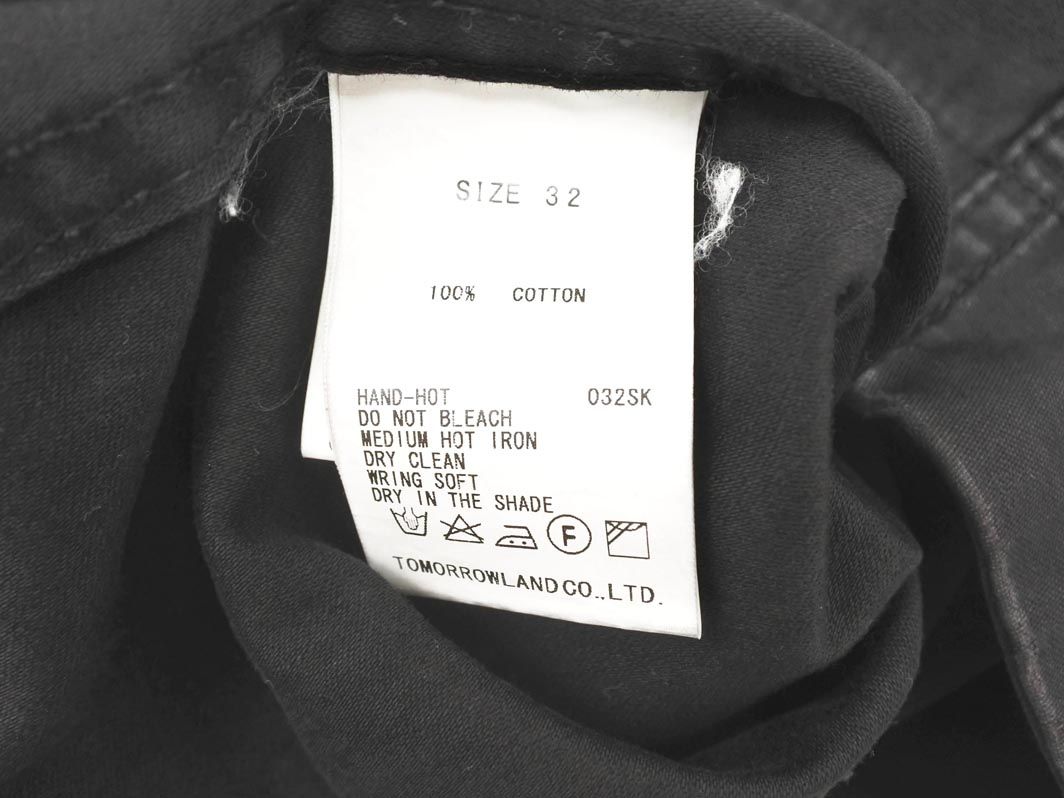 SIZE 32
100% COTTON
HAND-HOT 032SK
DO NOT BLEACH
MEDIUM HOT IRON
DRY CLEAN
WRING SOFT
DRY IN THE SHADE
F
TOMORROWLAND CO.,LTD.